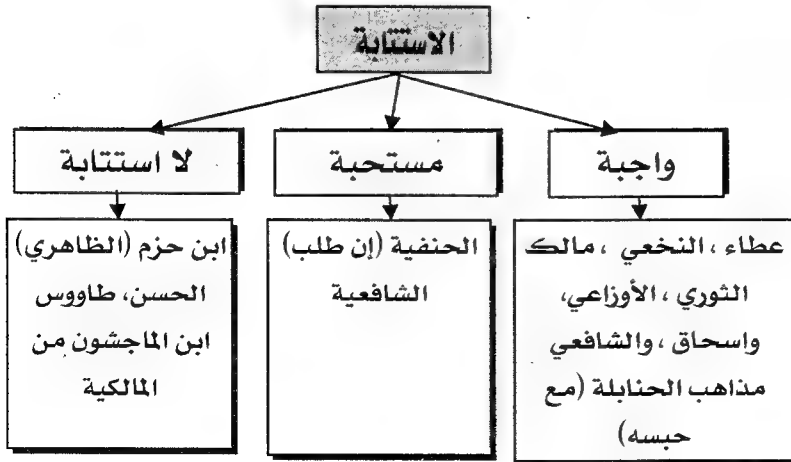 الاستتابة
واجبة
مستحبة
لا استتابة
عطاء ، النخعي ، مالك
الثوري ، الأوزاعي،
واسحاق ، والشافعي
مذاهب الحنابلة (مع
حبسه)
الحنفية (إن طلب)
الشافعية
ابن حزم (الظاهري)
الحسن، طاووس
ابن الماجشون من
المالكية